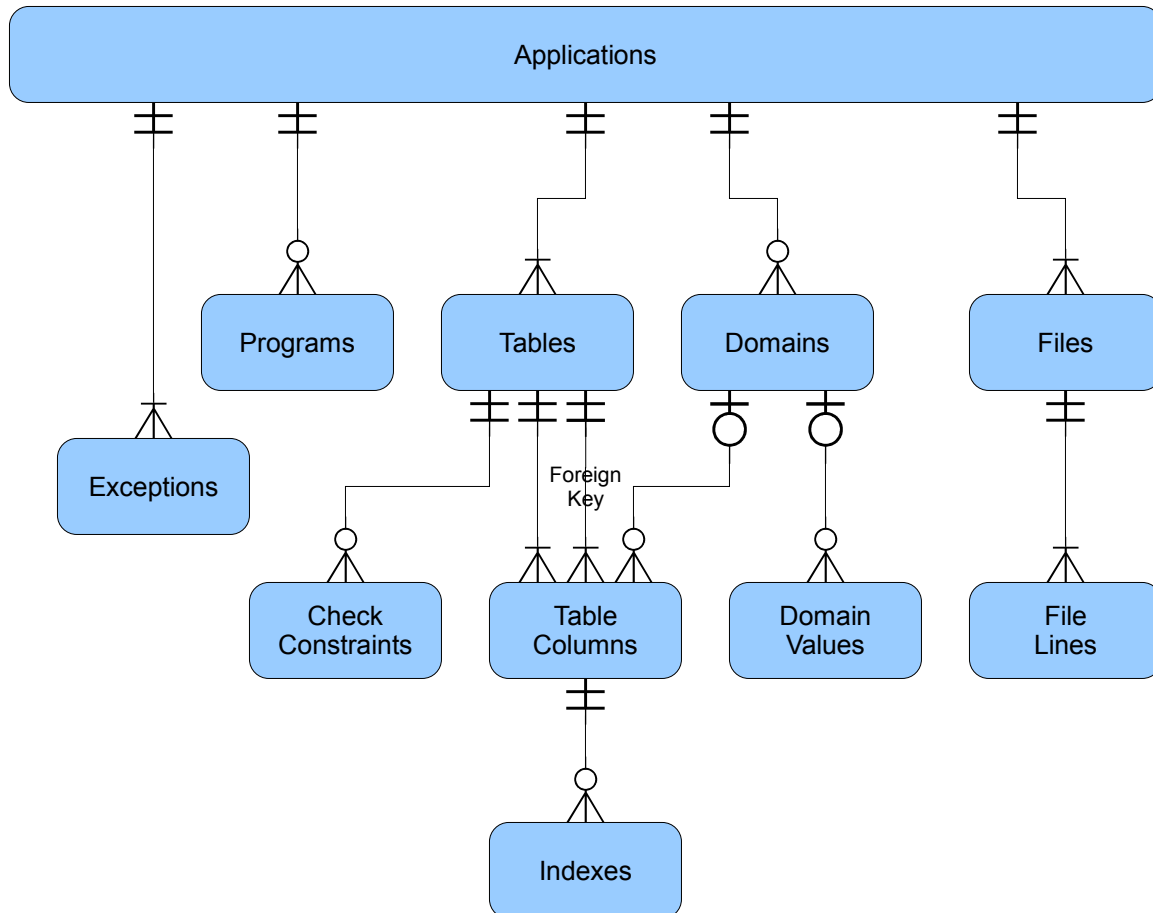 Applications
Programs
Tables
Domains
Files
Exceptions
Foreign
Key
Check
Constraints
Table
Columns
Domain
Values
File
Lines
Indexes